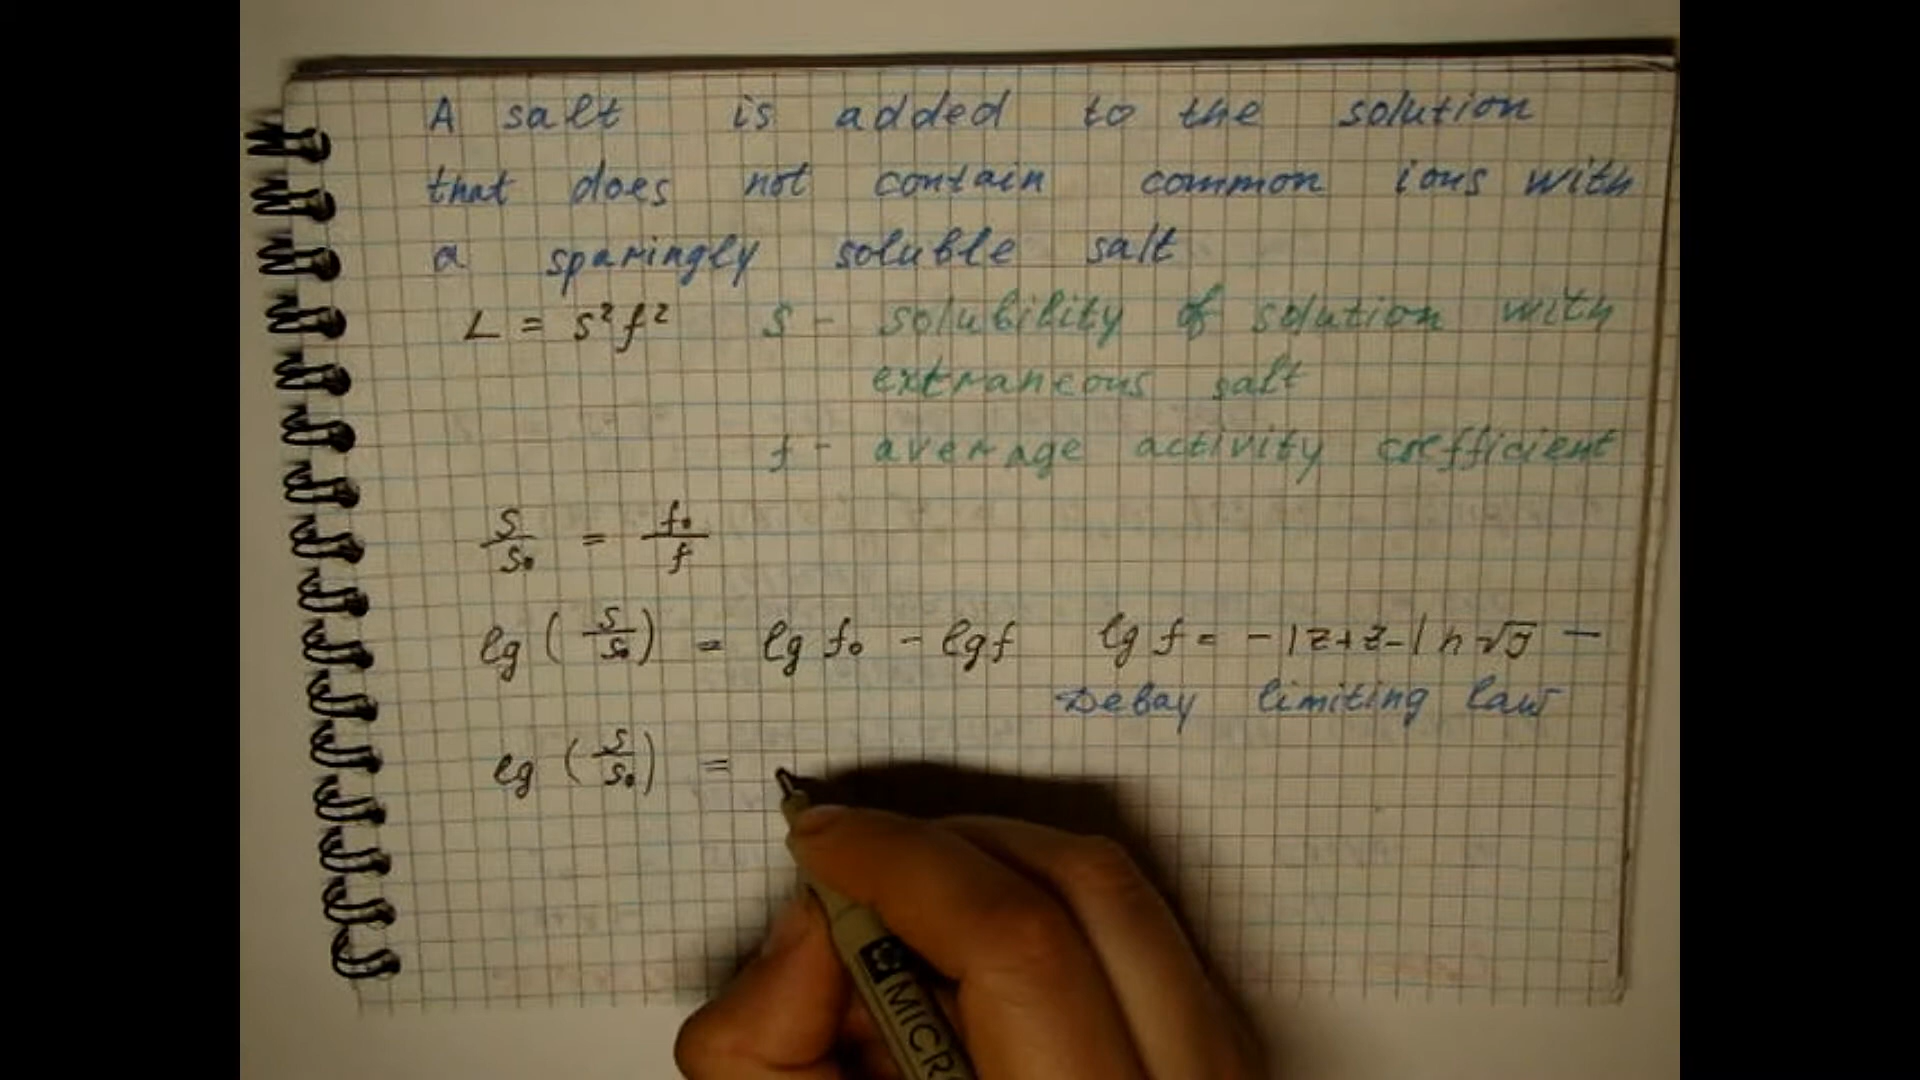 A salt is added to the solution
that does not contain common ions with
a sparingly soluble salt
L = s²f² s - solubility of solution with
extraneous salt
f - average activity coefficient
s/s₀ = f₀/f
lg (s/s₀) = lg f₀ - lg f lg f = -|z+z-|h√J —
Debay limiting law
lg (s/s₀) =
MICR